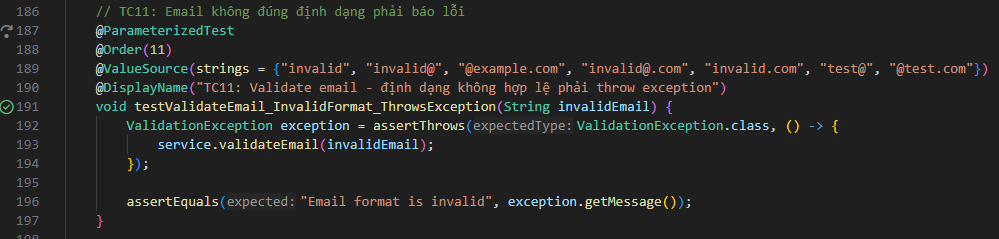 186 // TC11: Email không đúng định dạng phải báo lỗi
187 @ParameterizedTest
188 @Order(11)
189 @ValueSource(strings = {"invalid", "invalid@", "@example.com", "invalid@.com", "invalid.com", "test@", "@test.com"})
190 @DisplayName("TC11: Validate email - định dạng không hợp lệ phải throw exception")
191 void testValidateEmail_InvalidFormat_ThrowsException(String invalidEmail) {
192 ValidationException exception = assertThrows(expectedType:ValidationException.class, () -> {
193 service.validateEmail(invalidEmail);
194 });
195
196 assertEquals(expected:"Email format is invalid", exception.getMessage());
197 }
198